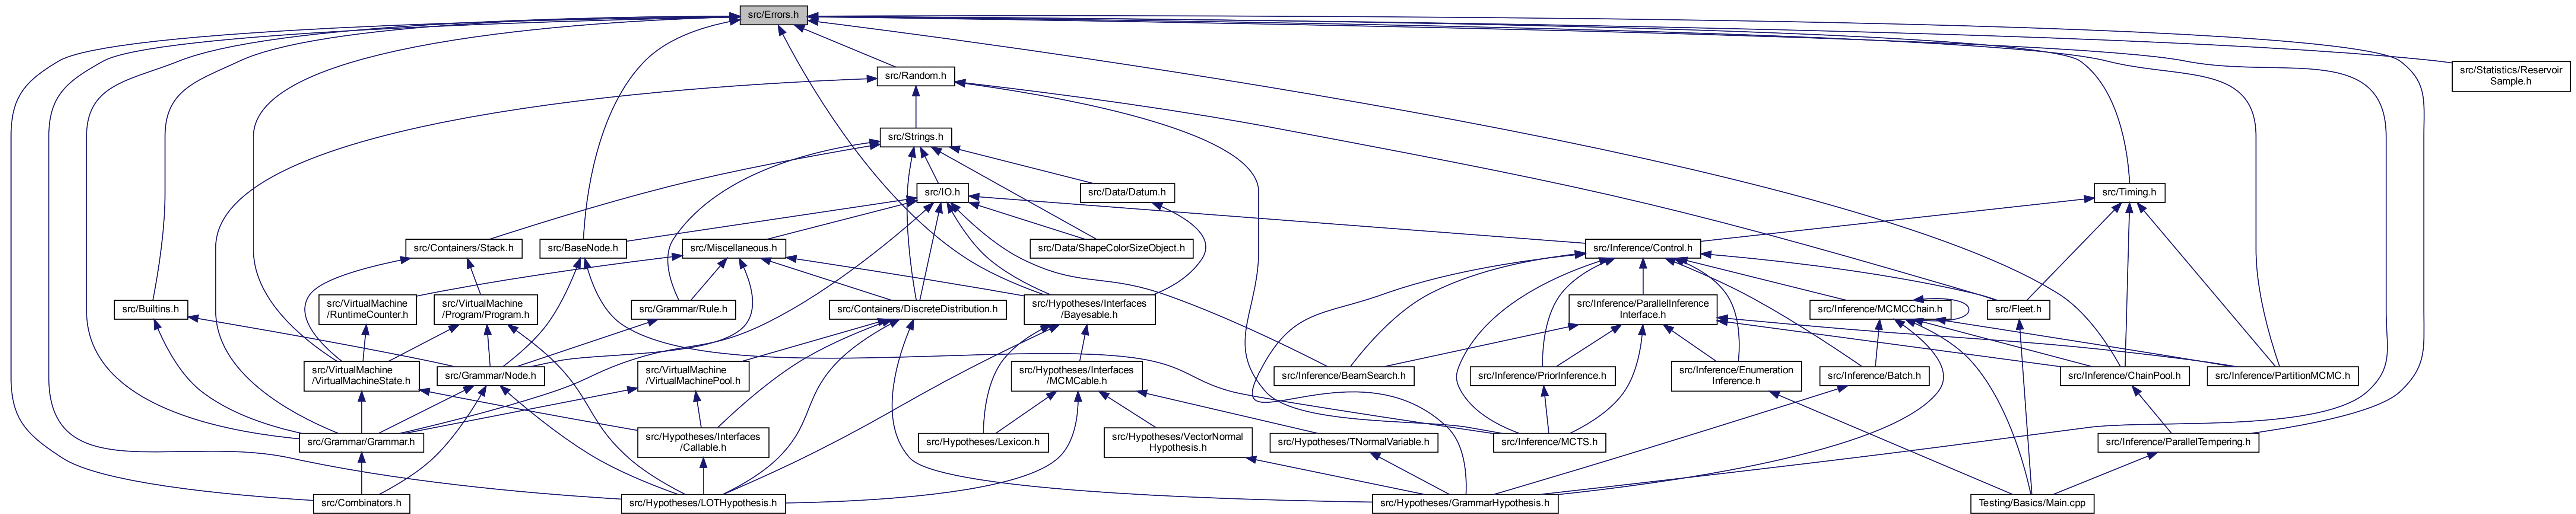 src/Errors.h
src/Random.h
src/Statistics/Reservoir
Sample.h
src/Strings.h
src/IO.h
src/Data/Datum.h
src/Timing.h
src/Containers/Stack.h
src/BaseNode.h
src/Miscellaneous.h
src/Data/ShapeColorSizeObject.h
src/Inference/Control.h
src/Builtins.h
src/VirtualMachine
/RuntimeCounter.h
src/VirtualMachine
/Program/Program.h
src/Grammar/Rule.h
src/Containers/DiscreteDistribution.h
src/Hypotheses/Interfaces
/Bayesable.h
src/Inference/ParallelInference
Interface.h
src/Inference/MCMCChain.h
src/Fleet.h
src/VirtualMachine
/VirtualMachineState.h
src/Grammar/Node.h
src/VirtualMachine
/VirtualMachinePool.h
src/Hypotheses/Interfaces
/MCMCable.h
src/Inference/BeamSearch.h
src/Inference/PriorInference.h
src/Inference/Enumeration
Inference.h
src/Inference/Batch.h
src/Inference/ChainPool.h
src/Inference/PartitionMCMC.h
src/Grammar/Grammar.h
src/Hypotheses/Interfaces
/Callable.h
src/Hypotheses/Lexicon.h
src/Hypotheses/VectorNormal
Hypothesis.h
src/Hypotheses/TNormalVariable.h
src/Inference/MCTS.h
src/Inference/ParallelTempering.h
src/Combinators.h
src/Hypotheses/LOTHypothesis.h
src/Hypotheses/GrammarHypothesis.h
Testing/Basics/Main.cpp